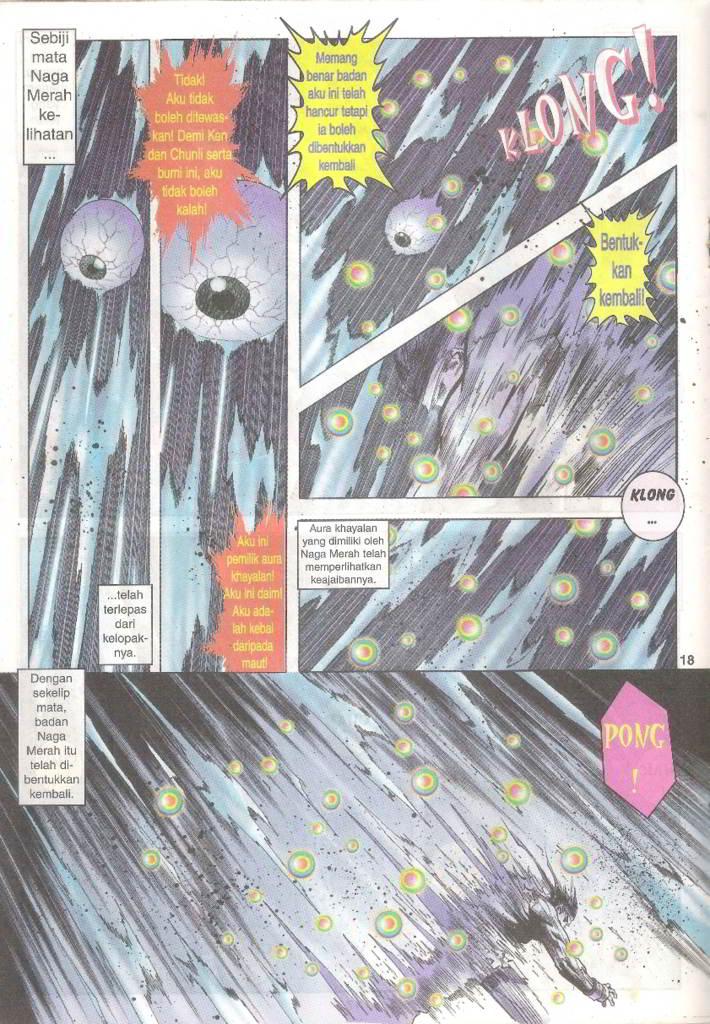 Sebiji
mata
Naga
Merah
ke-
lihatan
...
Tidak!
Aku tidak
boleh ditewas-
kan! Demi Ken
dan Chunli serta
bumi ini, aku
tidak boleh
kalah!
Memang
benar badan
aku ini telah
hancur tetapi
ia boleh
dibentukkan
kembali
KLONG!
Bentuk-
kan
kembali!
...telah
terlepas
dari
kelopak-
nya.
Aku ini
pemilik aura
khayalan!
Aku ini daim!
Aku ada-
lah kebal
daripada
maut!
KLONG
...
Aura khayalan
yang dimiliki oleh
Naga Merah telah
memperlihatkan
keajaibannya.
18
Dengan
sekelip
mata,
badan
Naga
Merah itu
telah di-
bentukkan
kembali.
PONG
!